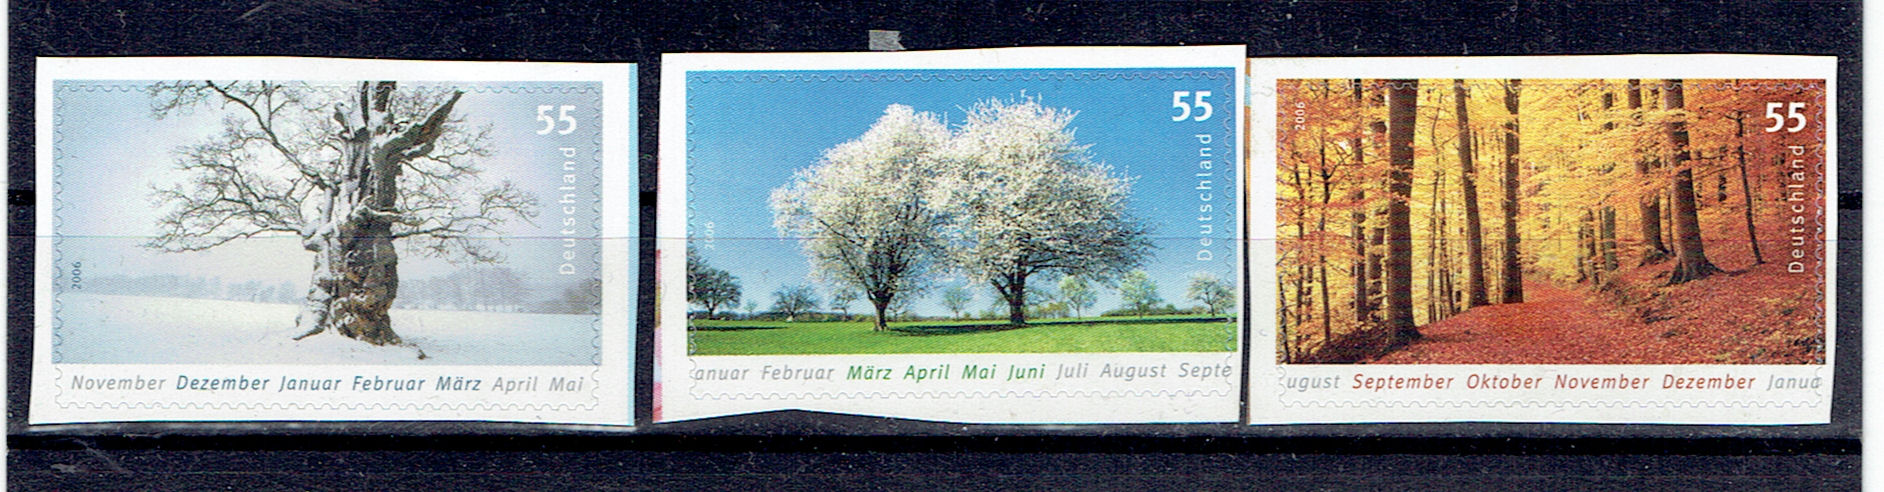 55
Deutschland
2006
November Dezember Januar Februar März April Mai
55
Deutschland
2006
anuar Februar März April Mai Juni Juli August Septe
2006
55
Deutschland
ugust September Oktober November Dezember Janua